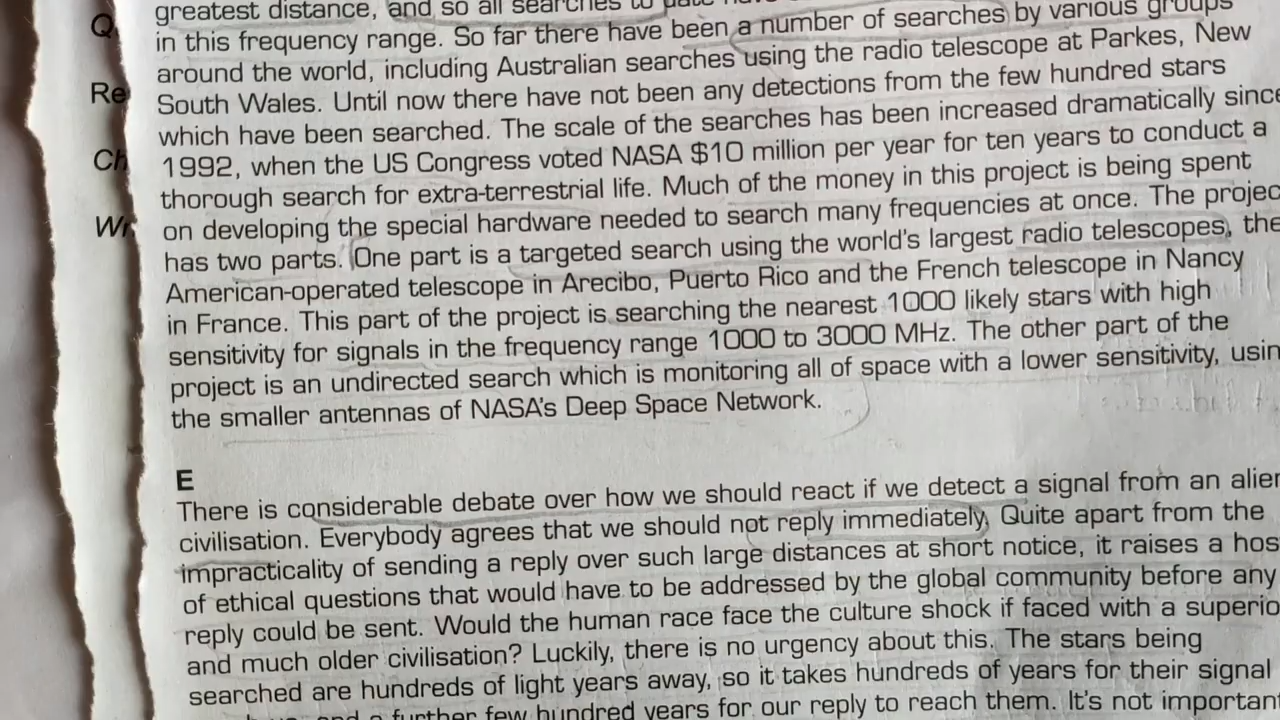 greatest distance, and so all searches to date have
in this frequency range. So far there have been a number of searches by various groups
around the world, including Australian searches using the radio telescope at Parkes, New
South Wales. Until now there have not been any detections from the few hundred stars
which have been searched. The scale of the searches has been increased dramatically since
1992, when the US Congress voted NASA $10 million per year for ten years to conduct a
thorough search for extra-terrestrial life. Much of the money in this project is being spent
on developing the special hardware needed to search many frequencies at once. The projec
has two parts. One part is a targeted search using the world's largest radio telescopes, the
American-operated telescope in Arecibo, Puerto Rico and the French telescope in Nancy
in France. This part of the project is searching the nearest 1000 likely stars with high
sensitivity for signals in the frequency range 1000 to 3000 MHz. The other part of the
project is an undirected search which is monitoring all of space with a lower sensitivity, usin
the smaller antennas of NASA's Deep Space Network.
E
There is considerable debate over how we should react if we detect a signal from an alien
civilisation. Everybody agrees that we should not reply immediately. Quite apart from the
impracticality of sending a reply over such large distances at short notice, it raises a hos
of ethical questions that would have to be addressed by the global community before any
reply could be sent. Would the human race face the culture shock if faced with a superio
and much older civilisation? Luckily, there is no urgency about this. The stars being
searched are hundreds of light years away, so it takes hundreds of years for their signal
and a further few hundred years for our reply to reach them. It's not important
Q
Re
Ch
Wr